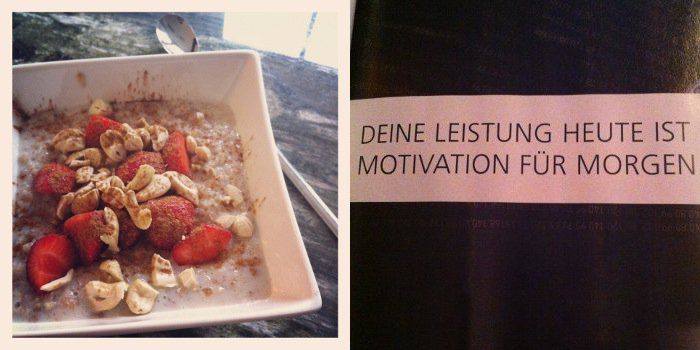 DEINE LEISTUNG HEUTE IST
MOTIVATION FÜR MORGEN